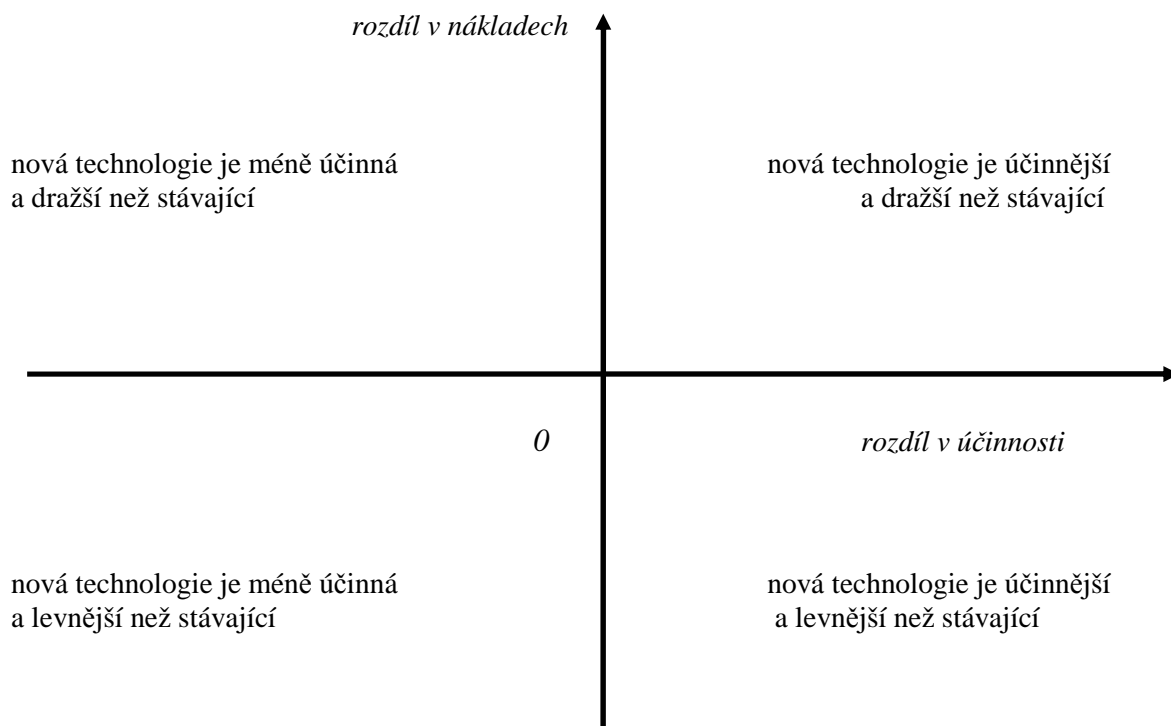 rozdíl v nákladech
nová technologie je méně účinná
a dražší než stávající
nová technologie je účinnější
a dražší než stávající
0
rozdíl v účinnosti
nová technologie je méně účinná
a levnější než stávající
nová technologie je účinnější
a levnější než stávající